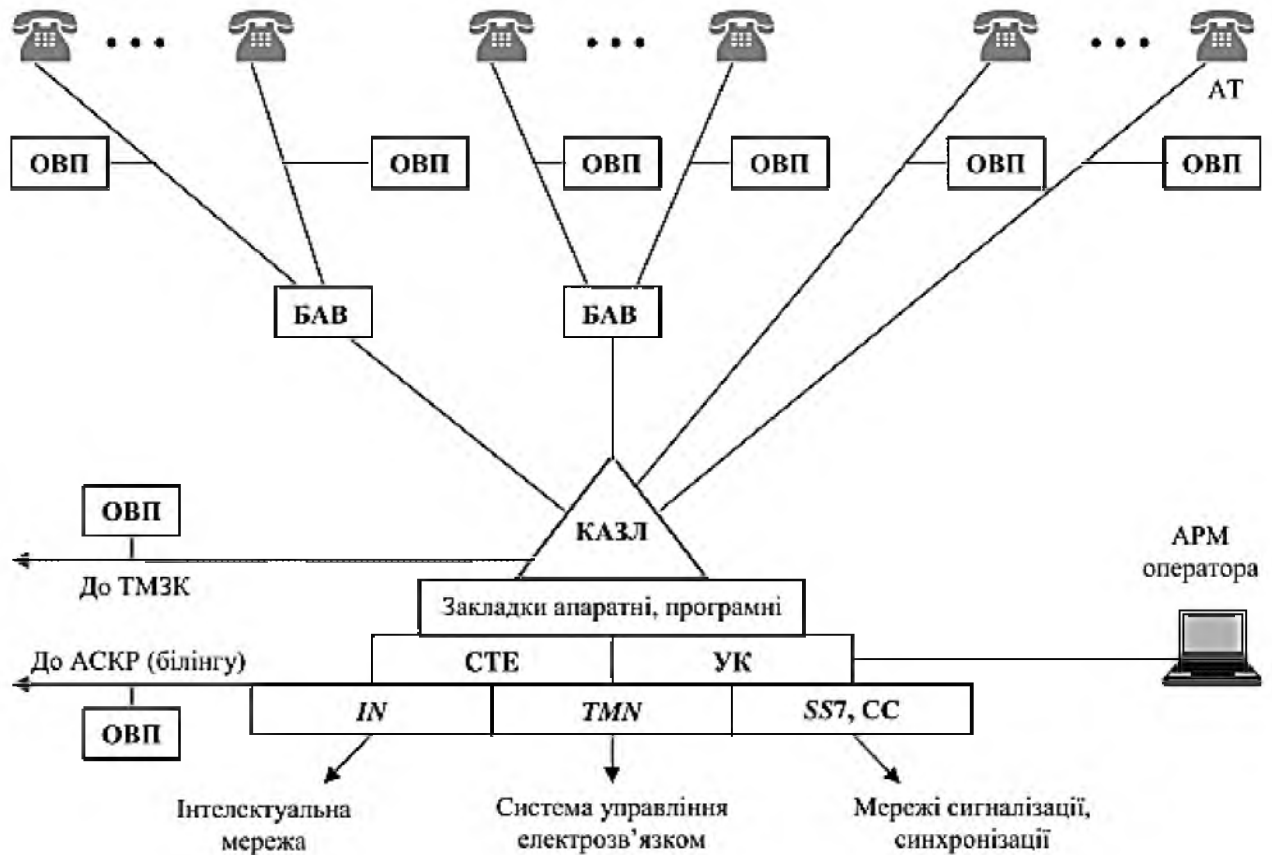 АТ
ОВП
ОВП
ОВП
ОВП
ОВП
ОВП
БАВ
БАВ
КАЗЛ
ОВП
До ТМЗК
АРМ
оператора
Закладки апаратні, програмні
До АСКР (білінгу)
СТЕ
УК
ОВП
IN
TMN
SS7, СС
Інтелектуальна
мережа
Система управління
електрозв’язком
Мережі сигналізації,
синхронізації